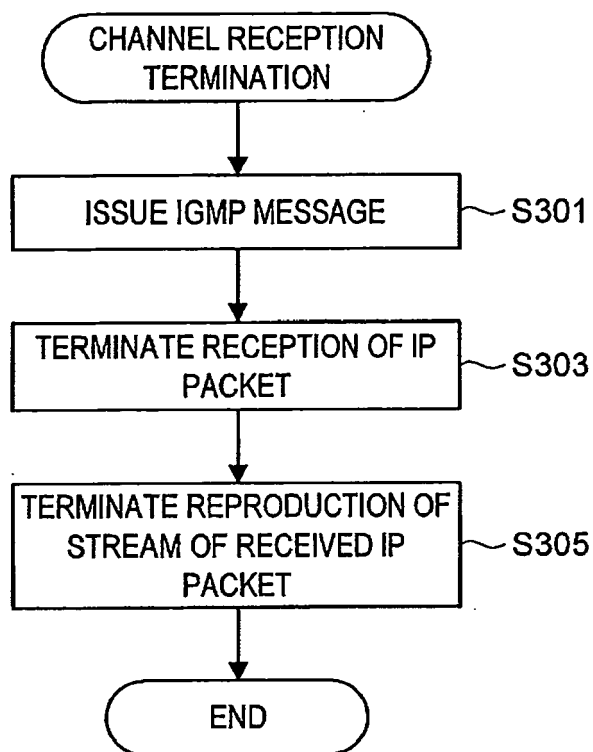 CHANNEL RECEPTION
TERMINATION
ISSUE IGMP MESSAGE
S301
TERMINATE RECEPTION OF IP
PACKET
S303
TERMINATE REPRODUCTION OF
STREAM OF RECEIVED IP
PACKET
S305
END